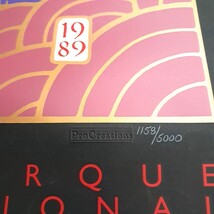 19
89
ProCreations
1158/5000
RQUE
IONAL